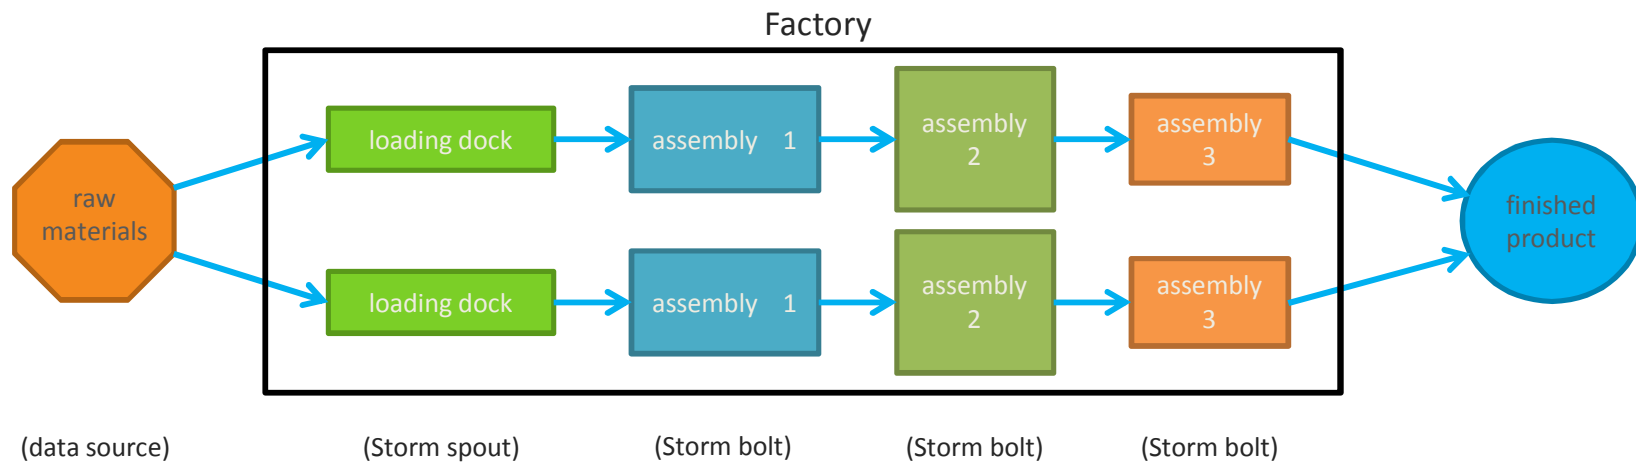 Factory
raw
materials
loading dock
assembly 1
assembly
2
assembly
3
loading dock
assembly 1
assembly
2
assembly
3
finished
product
(data source)
(Storm spout)
(Storm bolt)
(Storm bolt)
(Storm bolt)